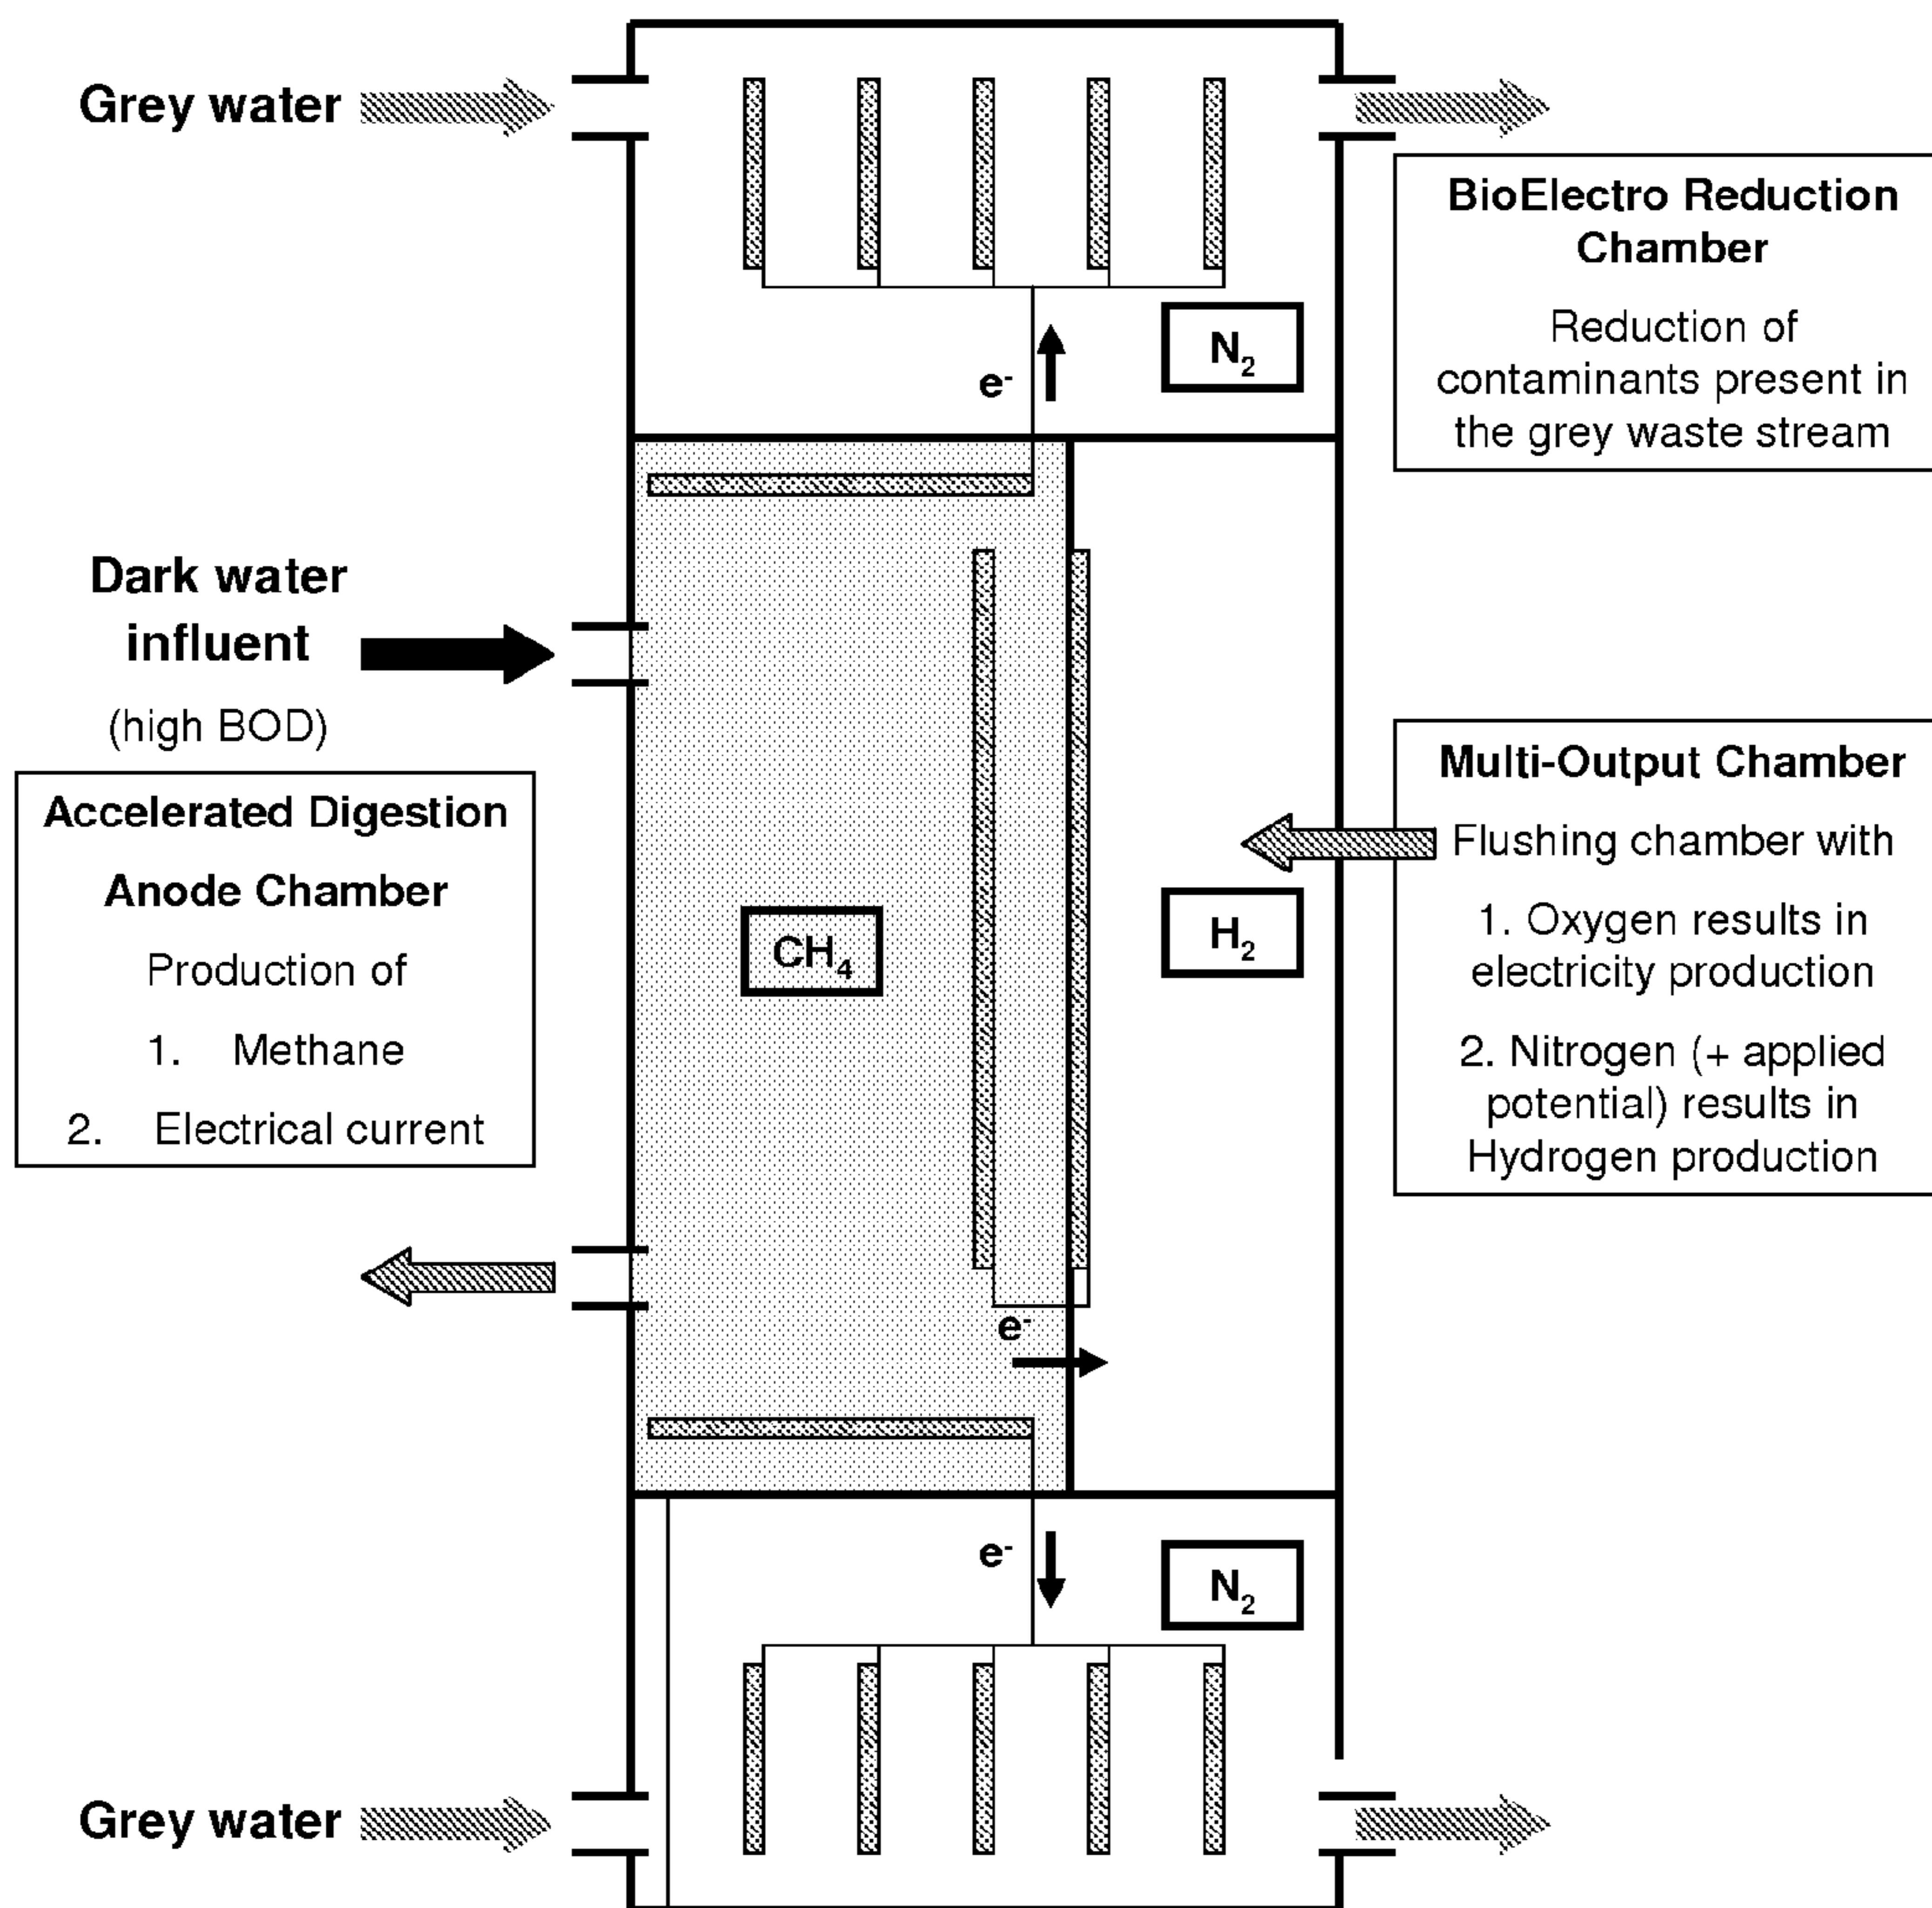 Grey water
BioElectro Reduction
Chamber
Reduction of
contaminants present in
the grey waste stream
N₂
e⁻
Dark water
influent
(high BOD)
Accelerated Digestion
Anode Chamber
Production of
1. Methane
2. Electrical current
CH₄
H₂
Multi-Output Chamber
Flushing chamber with
1. Oxygen results in
electricity production
2. Nitrogen (+ applied
potential) results in
Hydrogen production
e⁻
e⁻
N₂
Grey water